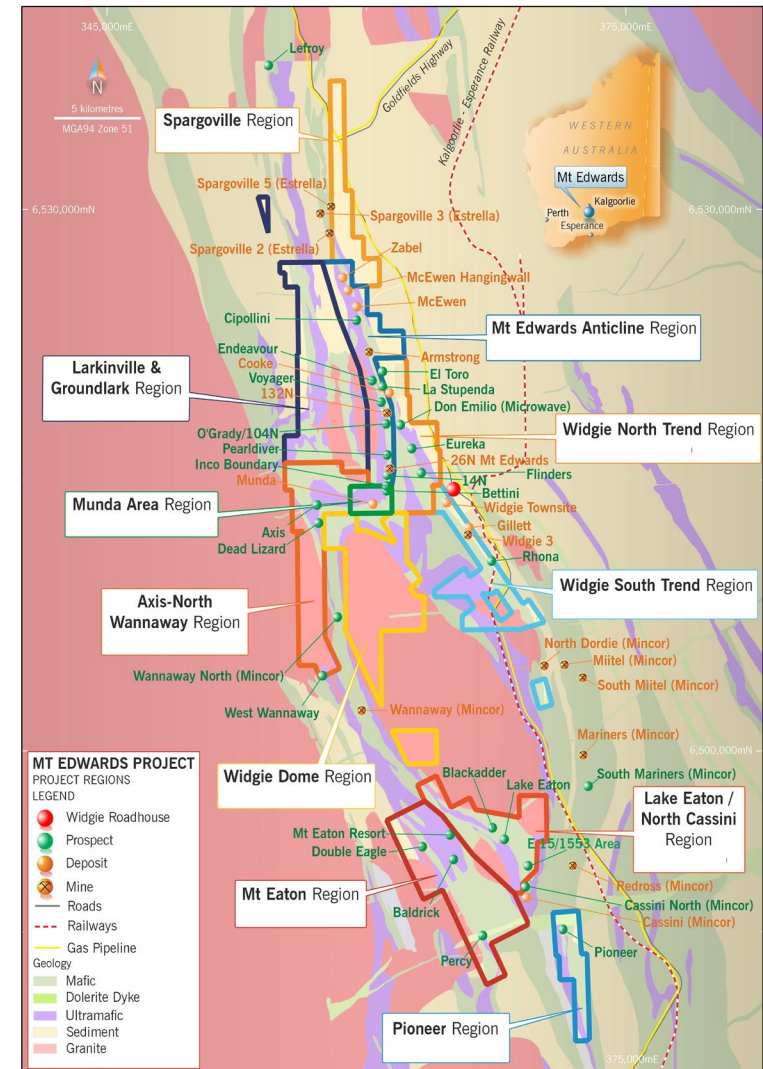 345,000mE
375,000mE
Lefroy
N
5 kilometres
MGA94 Zone 51
Goldfields Highway
Kalgoorlie - Esperance Railway
Spargoville Region
WESTERN
AUSTRALIA
Mt Edwards
Kalgoorlie
Perth
Esperance
Spargoville 5 (Estrella)
6,530,000mN
6,530,000mN
Spargoville 3 (Estrella)
Spargoville 2 (Estrella)
Zabel
McEwen Hangingwall
McEwen
Cipollini
Mt Edwards Anticline Region
Endeavour
Armstrong
Cooke
Larkinville &
Groundlark Region
El Toro
Voyager
La Stupenda
132N
Don Emilio (Microwave)
O'Grady/104N
Widgie North Trend Region
Pearldriver
Eureka
26N Mt Edwards
Inco Boundary
Flinders
Munda
14N
Bettini
Munda Area Region
Widgie Townsite
Gillett
Axis
Widgie 3
Dead Lizard
Rhona
Widgie South Trend Region
Axis-North
Wannaway Region
North Dordie (Mincor)
Miitel (Mincor)
Wannaway North (Mincor)
South Miitel (Mincor)
West Wannaway
Wannaway (Mincor)
Mariners (Mincor)
6,500,000mN
MT EDWARDS PROJECT
PROJECT REGIONS
LEGEND
Widgie Roadhouse
Prospect
Deposit
Mine
Roads
Railways
Gas Pipeline
Geology
Mafic
Dolerite Dyke
Ultramafic
Sediment
Granite
Widgie Dome Region
Blackadder
South Mariners (Mincor)
Lake Eaton
Lake Eaton /
North Cassini
Region
Mt Eaton Resort
Double Eagle
E 15/1553 Area
Mt Eaton Region
Redross (Mincor)
Baldrick
Cassini North (Mincor)
Cassini (Mincor)
Percy
Pioneer
Pioneer Region
375,000mE